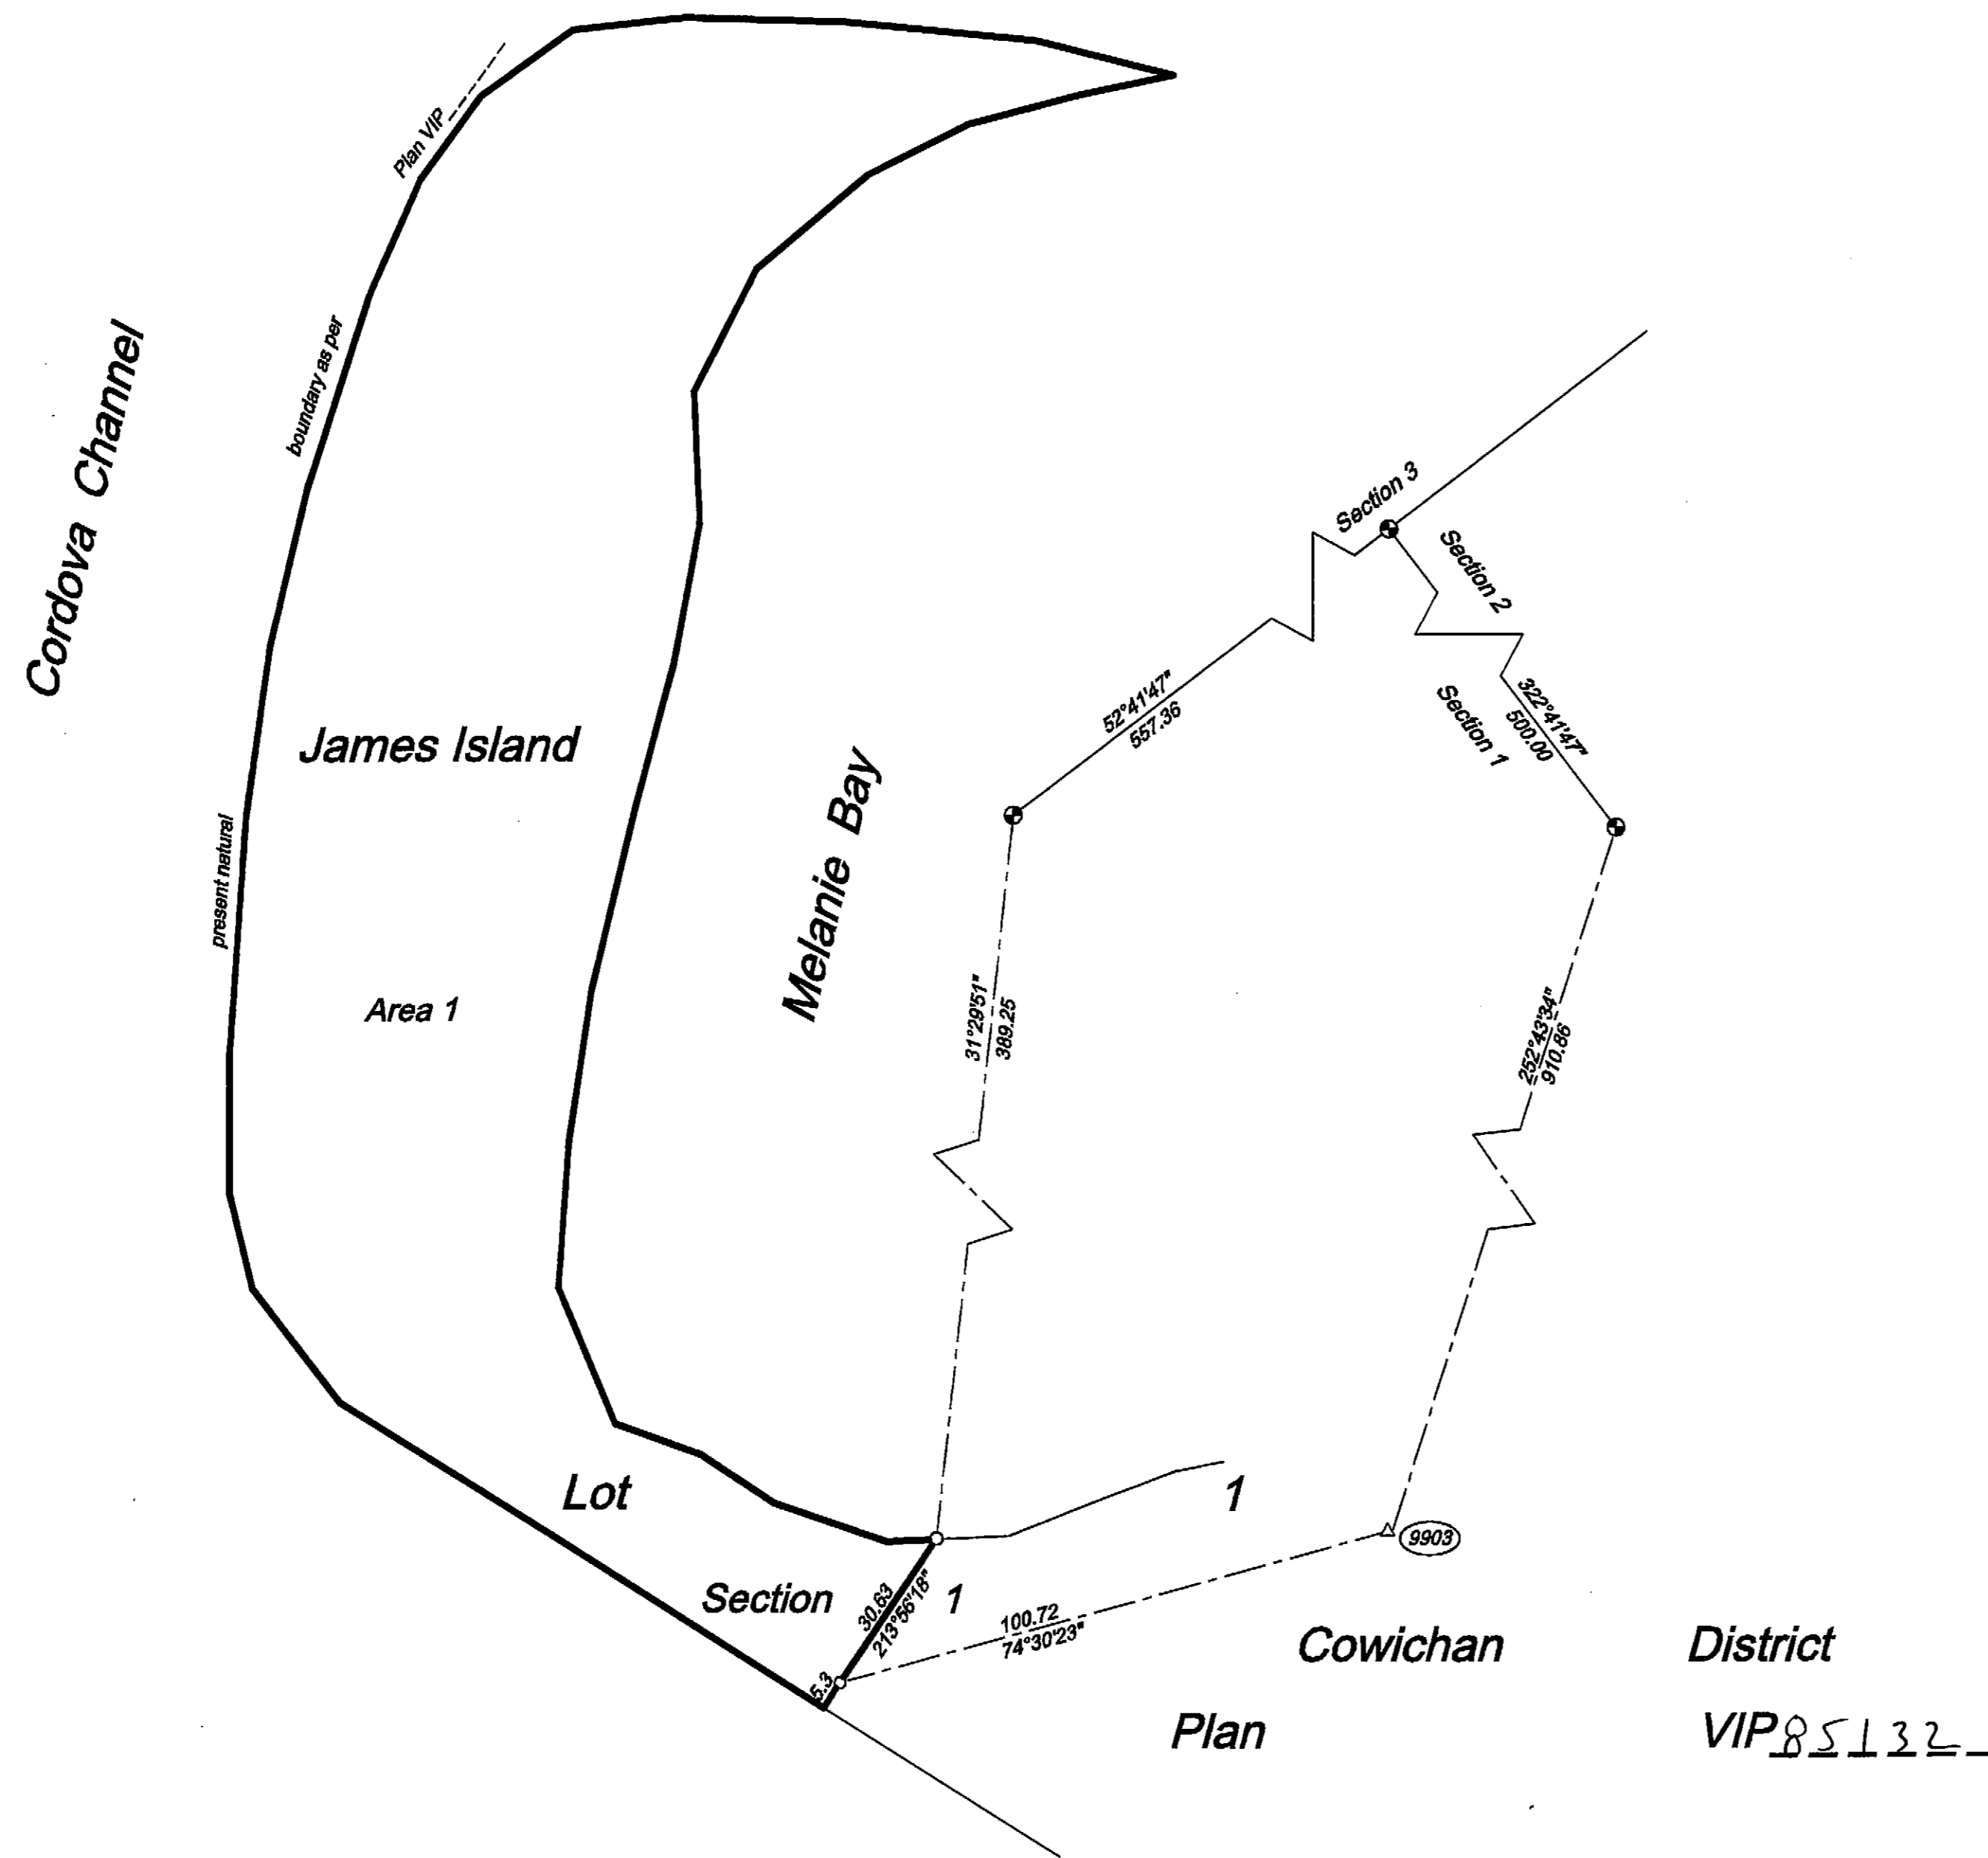 Plan VIP
boundary as per
Cordova Channel
Section 3
Section 2
52°41'47"
557.36
Section 1
322°41'47"
500.00
James Island
Melanie Bay
present natural
Area 1
31°29'51"
389.25
252°43'34"
910.86
Lot 1
9903
Section 1
30.63
213°56'18"
100.72
74°30'23"
5.3
Cowichan District
Plan VIP 85132